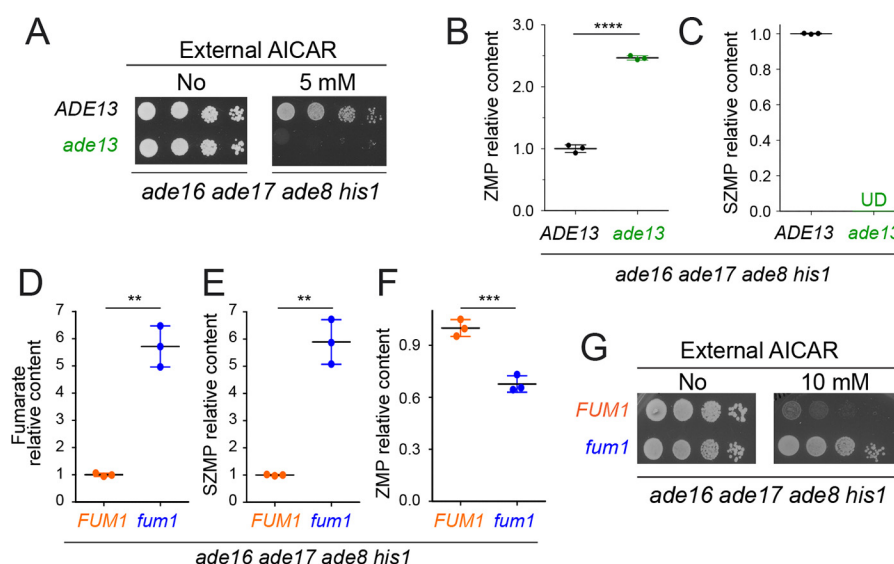 A
External AICAR
No 5 mM
ADE13
ade13
ade16 ade17 ade8 his1
B
ZMP relative content
3.0
2.0
1.0
0.0
****
ADE13 ade13
C
SZMP relative content
1.0
0.8
0.6
0.4
0.2
0.0
UD
ADE13 ade13
ade16 ade17 ade8 his1
D
Fumarate
relative content
7
6
5
4
3
2
1
0
**
FUM1 fum1
E
SZMP relative content
7
6
5
4
3
2
1
0
**
FUM1 fum1
F
ZMP relative content
0.9
0.6
0.3
0.0
***
FUM1 fum1
ade16 ade17 ade8 his1
G
External AICAR
No 10 mM
FUM1
fum1
ade16 ade17 ade8 his1